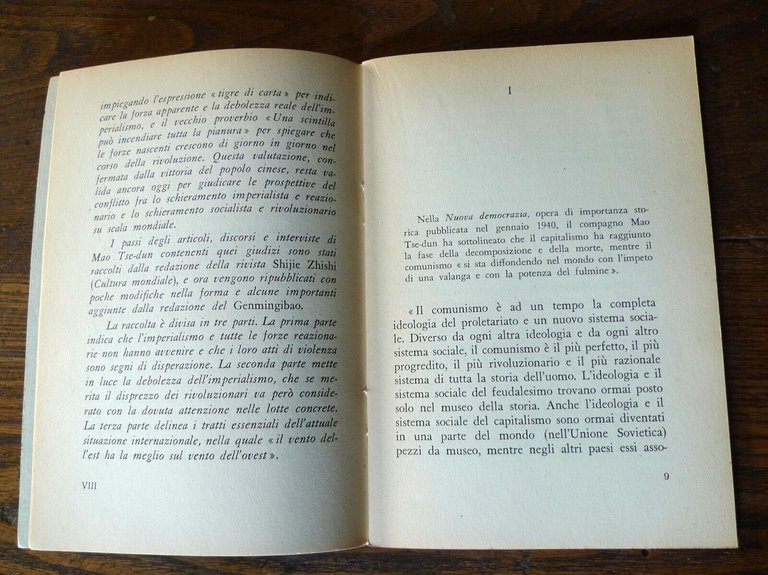 impiegando l'espressione « tigre di carta » per indi-
care la forza apparente e la debolezza reale dell'im-
perialismo, e il vecchio proverbio « Una scintilla
può incendiare tutta la pianura » per spiegare che
le forze nascenti crescono di giorno in giorno nel
corso della rivoluzione. Questa valutazione, con-
fermata dalla vittoria del popolo cinese, resta va-
lida ancora oggi per giudicare le prospettive del
conflitto fra lo schieramento imperialista e reazio-
nario e lo schieramento socialista e rivoluzionario
su scala mondiale.
I passi degli articoli, discorsi e interviste di
Mao Tse-dun contenenti quei giudizi sono stati
raccolti dalla redazione della rivista Shijie Zhishi
(Cultura mondiale), e ora vengono ripubblicati con
poche modifiche nella forma e alcune importanti
aggiunte dalla redazione del Genmingibao.
La raccolta è divisa in tre parti. La prima parte
indica che l'imperialismo e tutte le forze reaziona-
rie non hanno avvenire e che i loro atti di violenza
sono segni di disperazione. La seconda parte mette
in luce la debolezza dell'imperialismo, che se me-
rita il disprezzo dei rivoluzionari va però conside-
rato con la dovuta attenzione nelle lotte concrete.
La terza parte delinea i tratti essenziali dell'attuale
situazione internazionale, nella quale « il vento del-
l'est ha la meglio sul vento dell'ovest ».
VIII
I
Nella Nuova democrazia, opera di importanza sto-
rica pubblicata nel gennaio 1940, il compagno Mao
Tse-dun ha sottolineato che il capitalismo ha raggiunto
la fase della decomposizione e della morte, mentre il
comunismo « si sta diffondendo nel mondo con l'impeto
di una valanga e con la potenza del fulmine ».
« Il comunismo è ad un tempo la completa
ideologia del proletariato e un nuovo sistema socia-
le. Diverso da ogni altra ideologia e da ogni altro
sistema sociale, il comunismo è il più perfetto, il più
progredito, il più rivoluzionario e il più razionale
sistema di tutta la storia dell'uomo. L'ideologia e il
sistema sociale del feudalesimo trovano ormai posto
solo nel museo della storia. Anche l'ideologia e il
sistema sociale del capitalismo sono ormai diventati
in una parte del mondo (nell'Unione Sovietica)
pezzi da museo, mentre negli altri paesi essi asso-
9